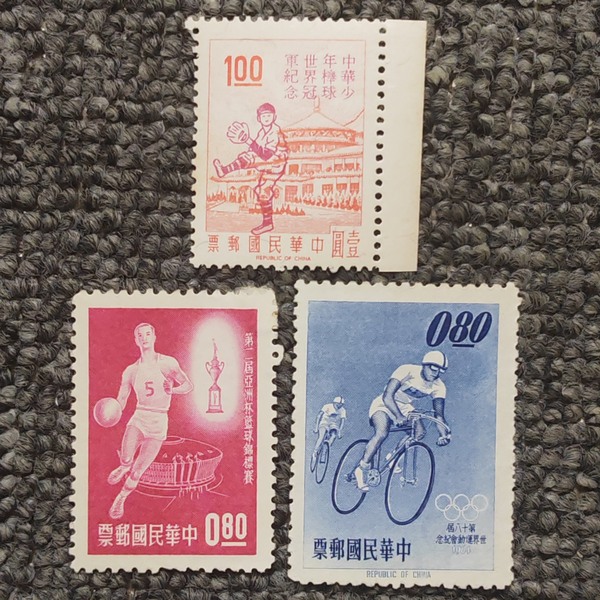 1.00
中華少
年棒球
世界冠
軍紀念
壹圓
中華民國郵票
REPUBLIC OF CHINA
第二屆亞洲杯籃球錦標賽
5
中華民國郵票
0.80
0.80
第十八屆
世界運動會紀念
1964
中華民國郵票
REPUBLIC OF CHINA